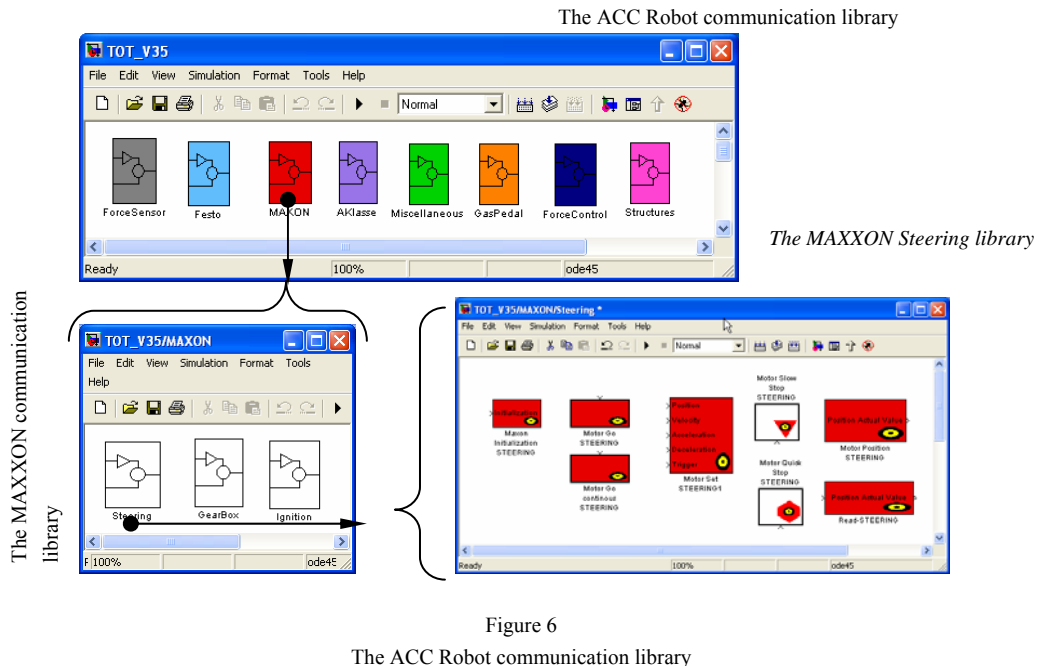 The ACC Robot communication library
TOT_V35
File Edit View Simulation Format Tools Help
Normal
ForceSensor Festo MAXON AKlasse Miscellaneous GasPedal ForceControl Structures
Ready 100% ode45
The MAXXON Steering library
The MAXXON communication
library
TOT_V35/MAXON
File Edit View Simulation Format Tools
Help
Steering GearBox Ignition
F 100% ode45
TOT_V35/MAXON/Steering *
File Edit View Simulation Format Tools Help
Normal
Initialization
Maxon
Initialization
STEERING
Motor Go
STEERING
Motor Go
continous
STEERING
Position
Velocity
Acceleration
Deceleration
Trigger
Motor Set
STEERING1
Motor Slow
Stop
STEERING
Motor Quick
Stop
STEERING
Position Actual Value
Motor Position
STEERING
Position Actual Value
Read-STEERING
Ready 100% ode45
Figure 6
The ACC Robot communication library